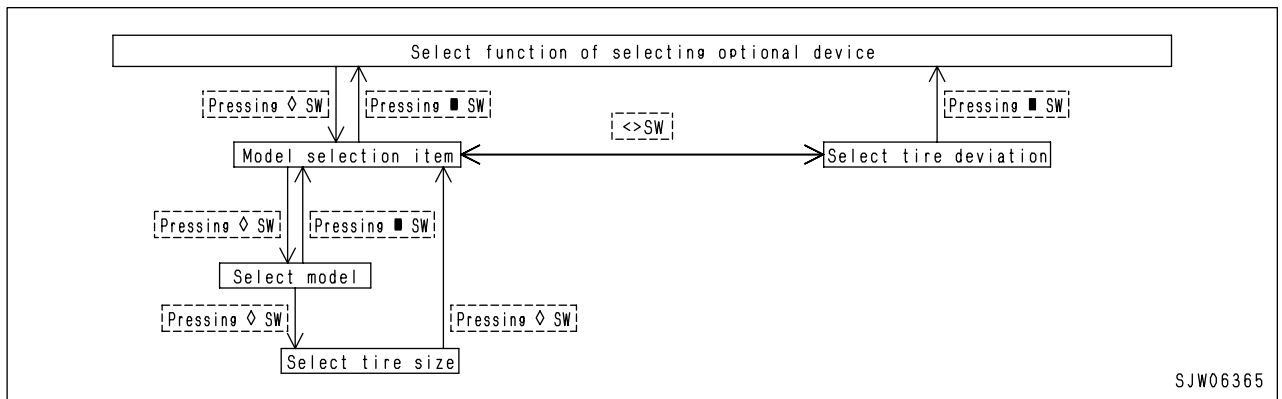 Select function of selecting optional device
Pressing ◇ SW
Pressing ■ SW
Pressing ■ SW
<>SW
Model selection item
Select tire deviation
Pressing ◇ SW
Pressing ■ SW
Select model
Pressing ◇ SW
Pressing ◇ SW
Select tire size
SJW06365